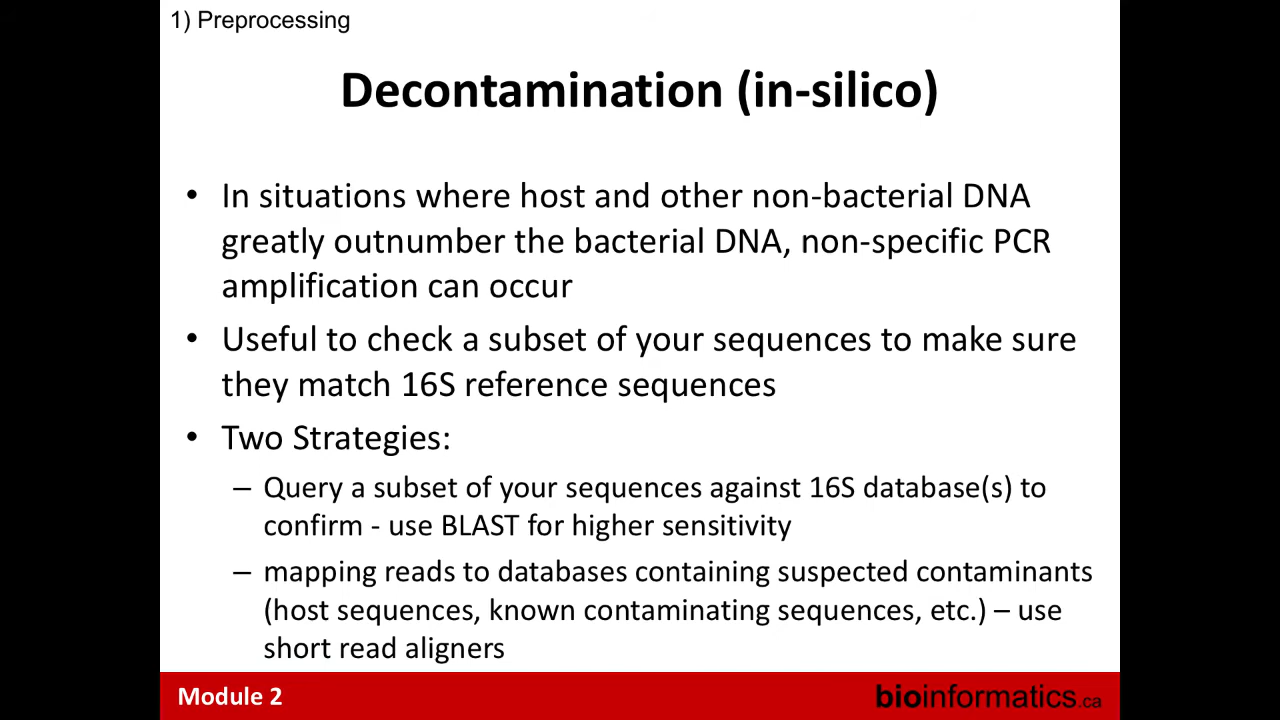 1) Preprocessing
Decontamination (in-silico)
• In situations where host and other non-bacterial DNA
greatly outnumber the bacterial DNA, non-specific PCR
amplification can occur
• Useful to check a subset of your sequences to make sure
they match 16S reference sequences
• Two Strategies:
– Query a subset of your sequences against 16S database(s) to
confirm - use BLAST for higher sensitivity
– mapping reads to databases containing suspected contaminants
(host sequences, known contaminating sequences, etc.) – use
short read aligners
Module 2
bioinformatics.ca